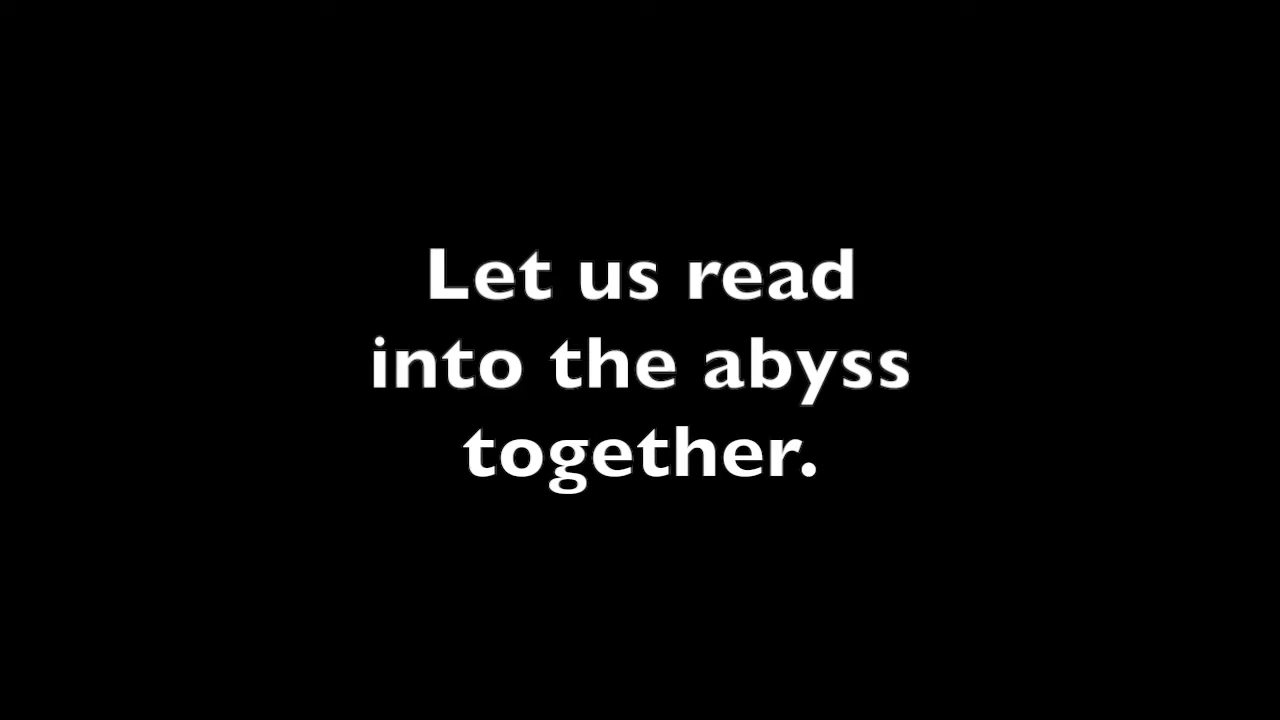 Let us read
into the abyss
together.